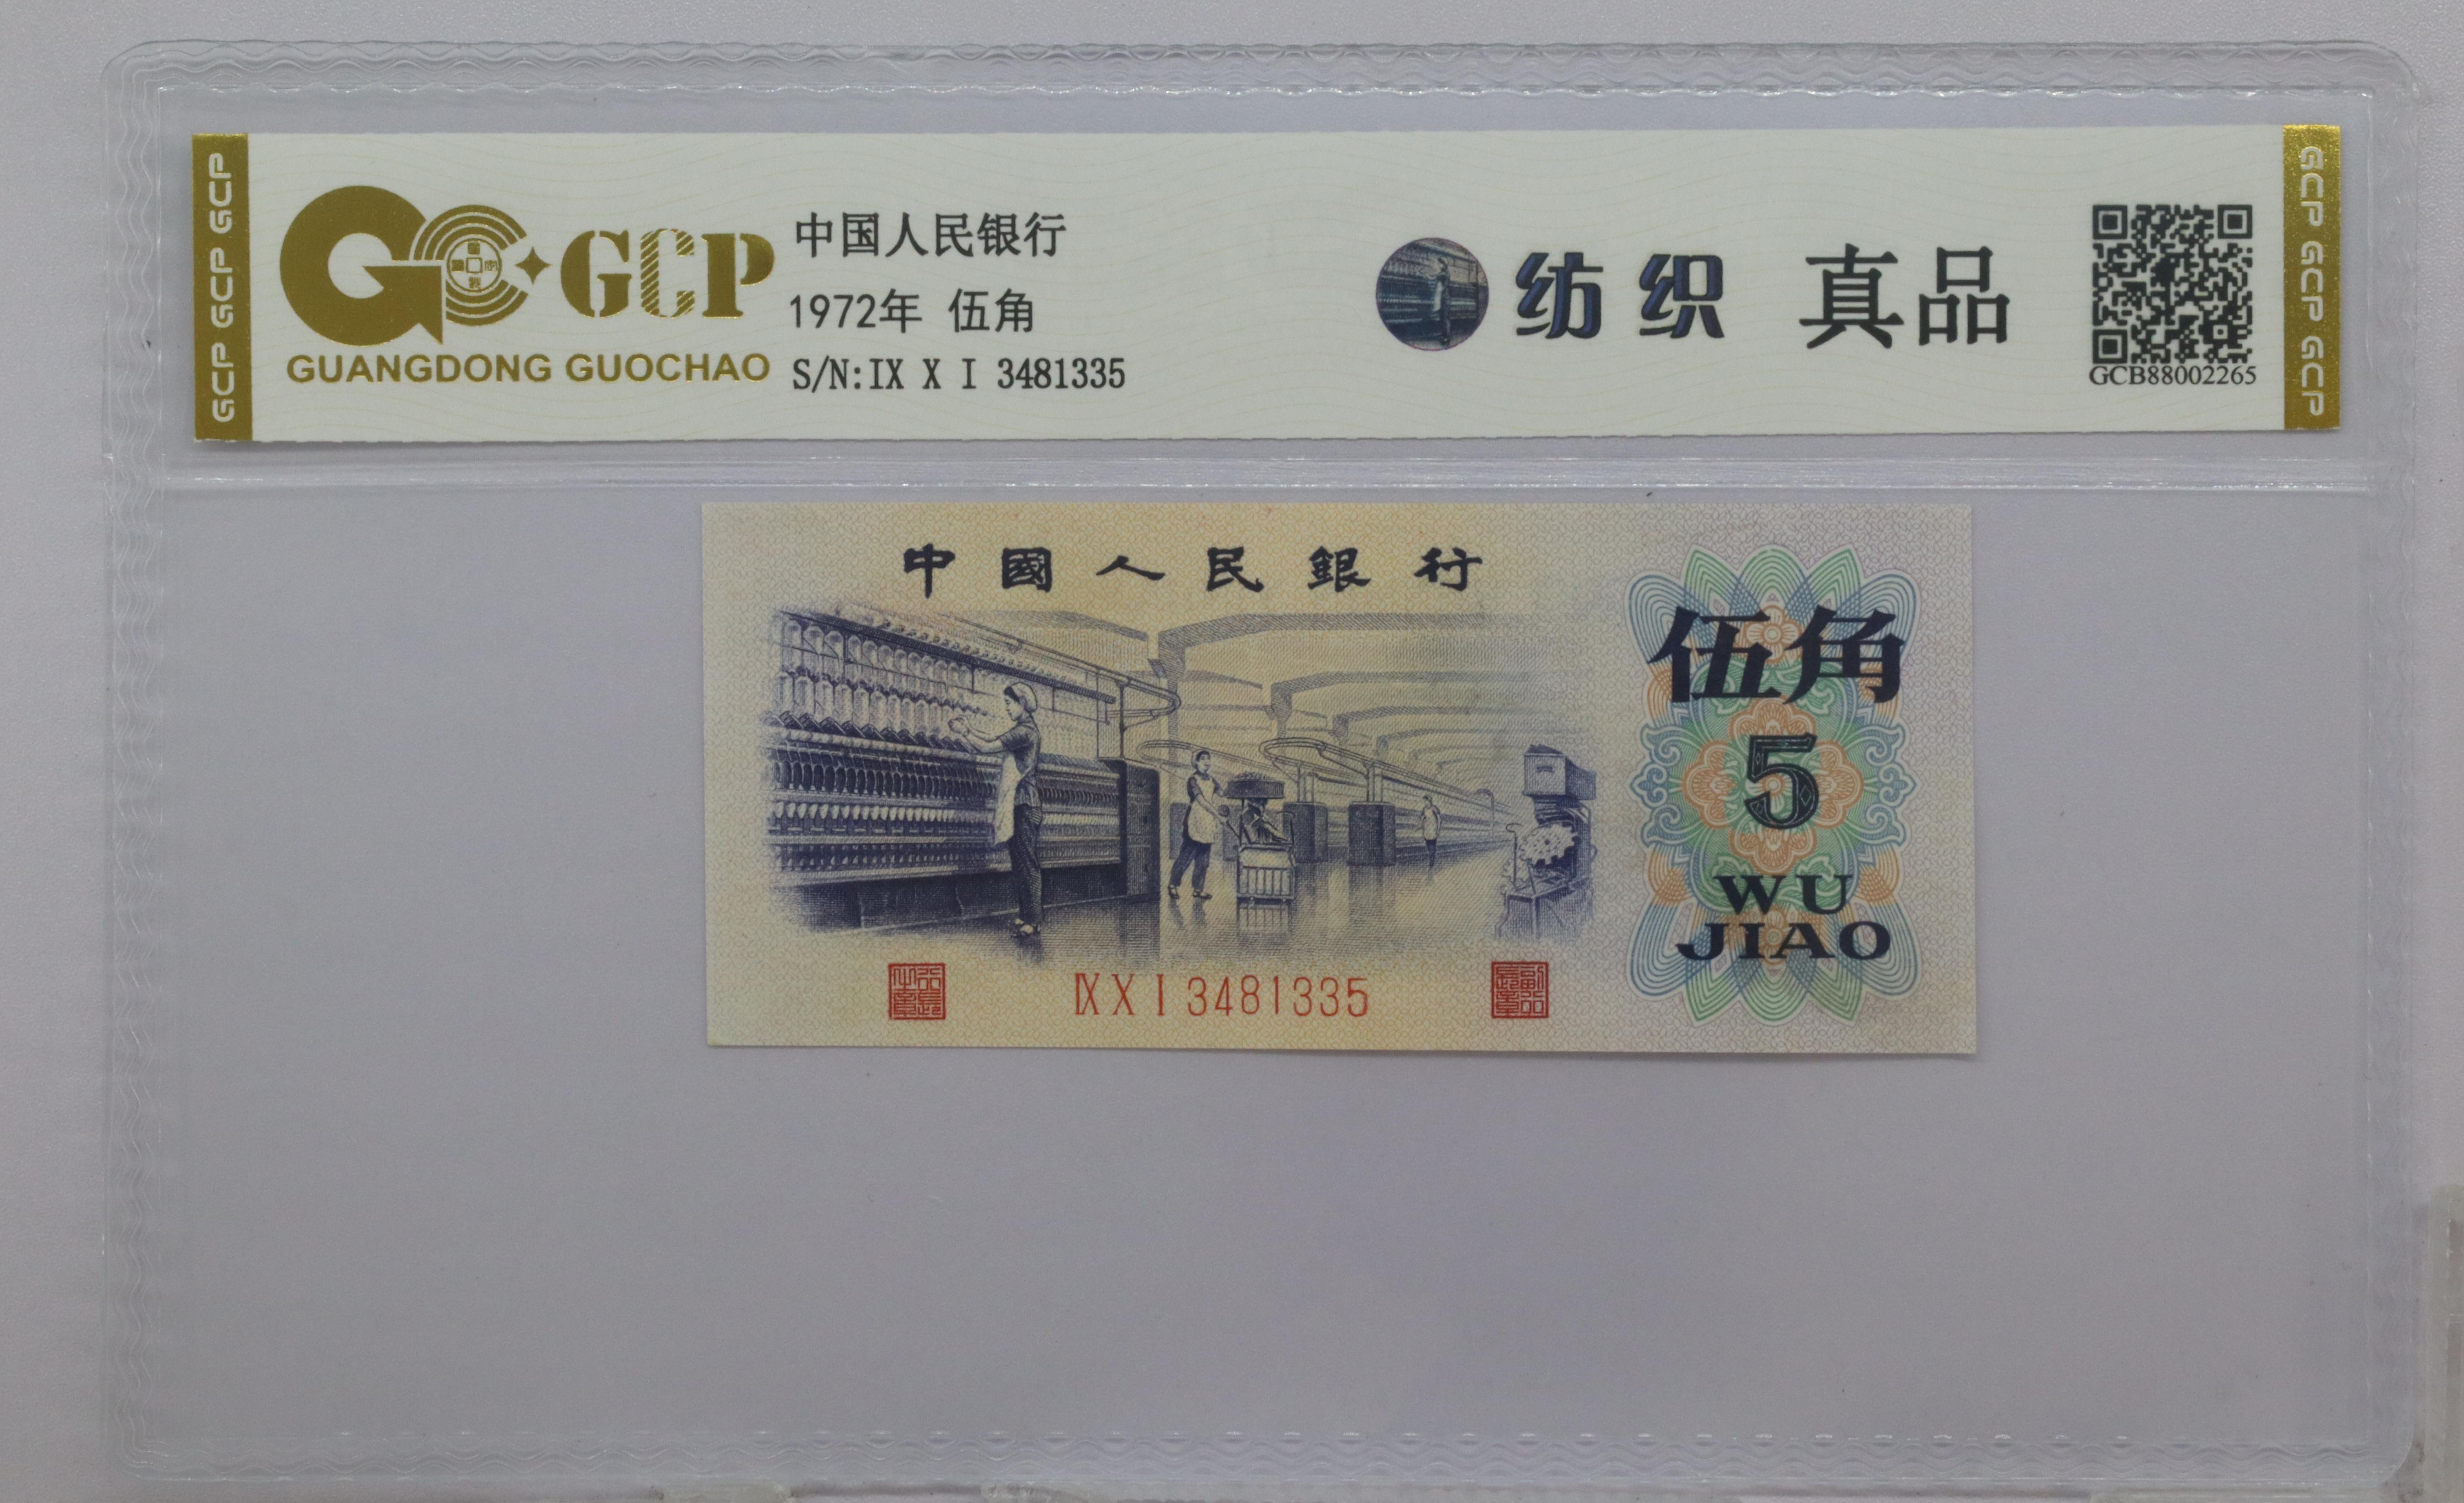 GCP GCP GCP
GCP
GUANGDONG GUOCHAO
中国人民银行
1972年 伍角
S/N:IX X I 3481335
纺织 真品
GCB88002265
GCP GCP GCP
中國人民銀行
伍角
5
WU
JIAO
IX X I 3481335